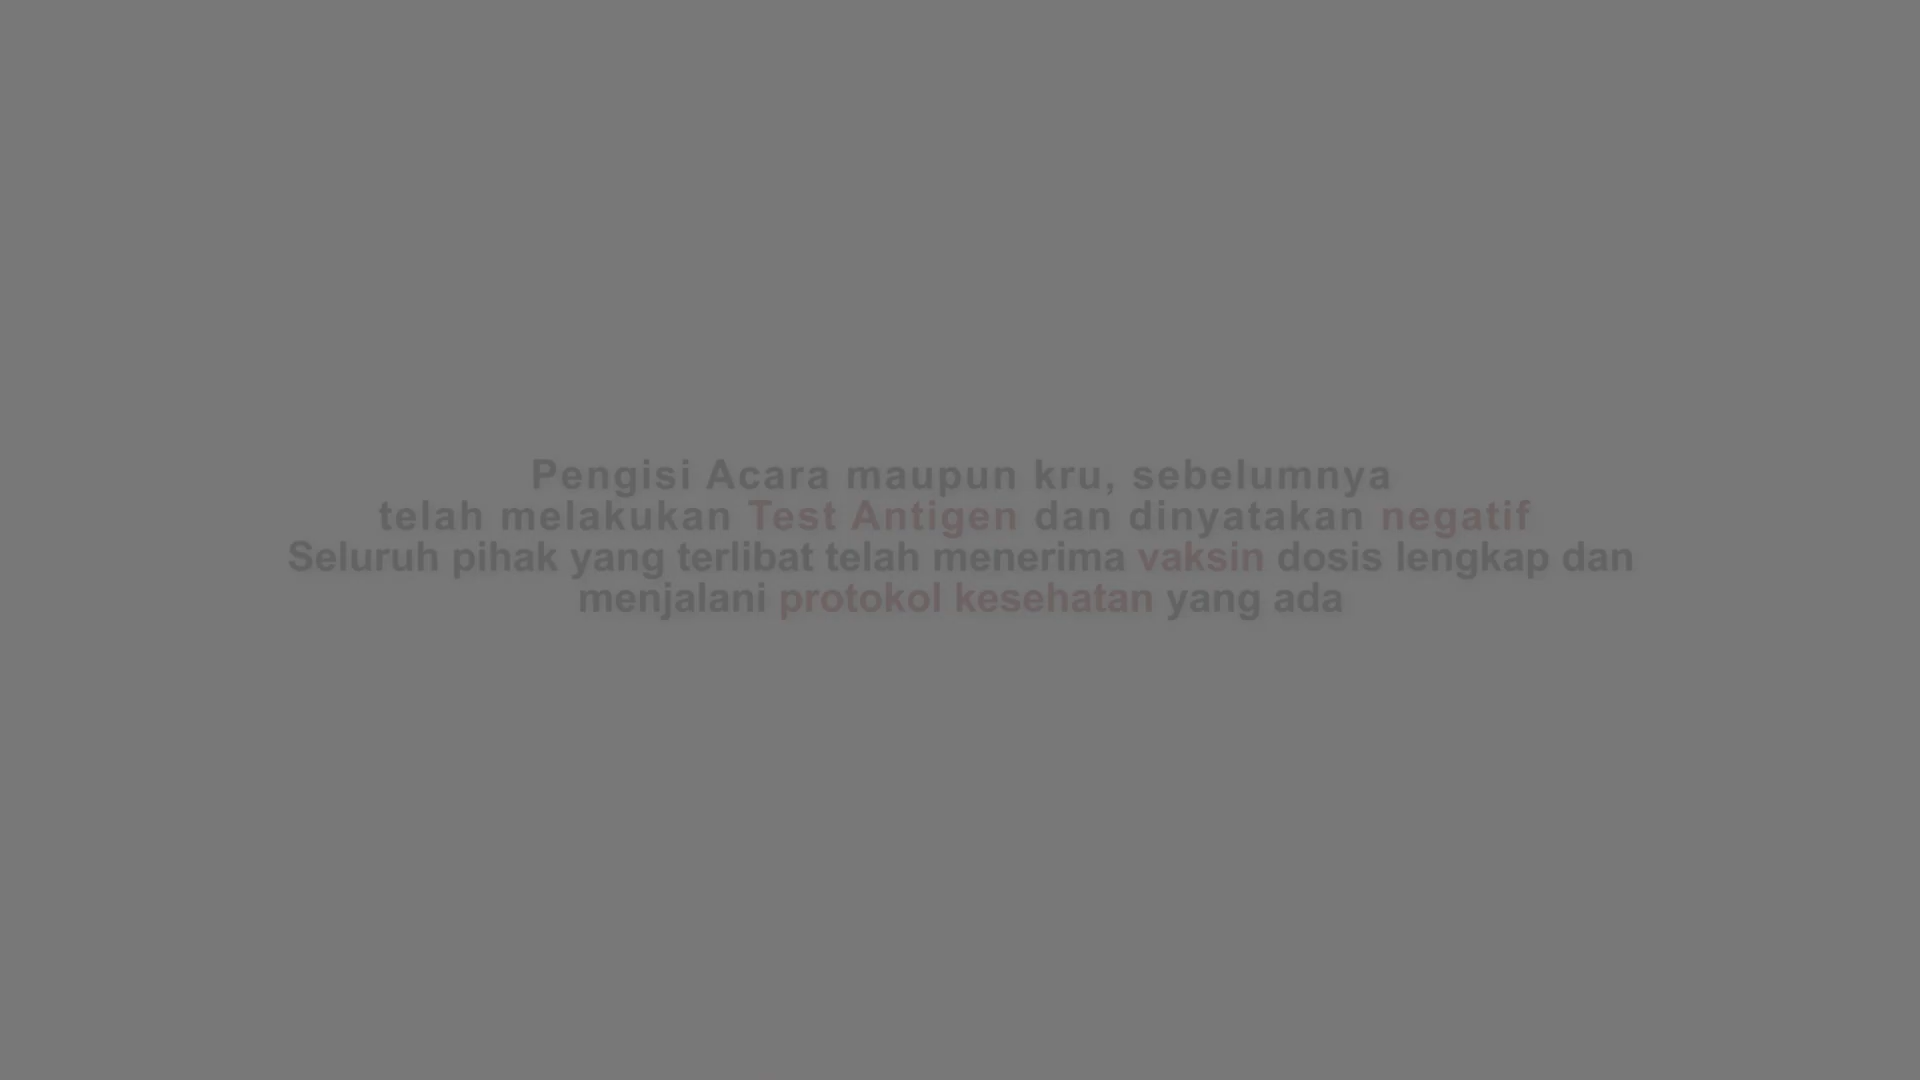 Pengisi Acara maupun kru, sebelumnya
telah melakukan Test Antigen dan dinyatakan negatif
Seluruh pihak yang terlibat telah menerima vaksin dosis lengkap dan
menjalani protokol kesehatan yang ada